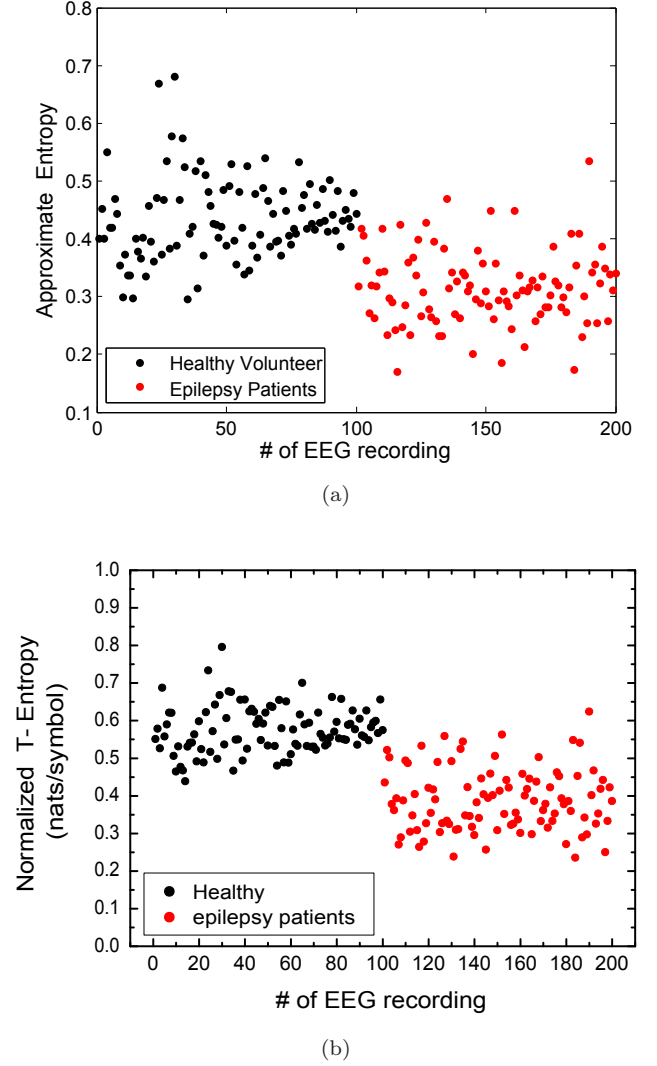 0.8
0.7
0.6
0.5
0.4
0.3
0.2
0.1
Approximate Entropy
Healthy Volunteer
Epilepsy Patients
0 50 100 150 200
# of EEG recording
(a)
1.0
0.9
0.8
0.7
0.6
0.5
0.4
0.3
0.2
0.1
0.0
Normalized T- Entropy
(nats/symbol)
Healthy
epilepsy patients
0 20 40 60 80 100 120 140 160 180 200
# of EEG recording
(b)